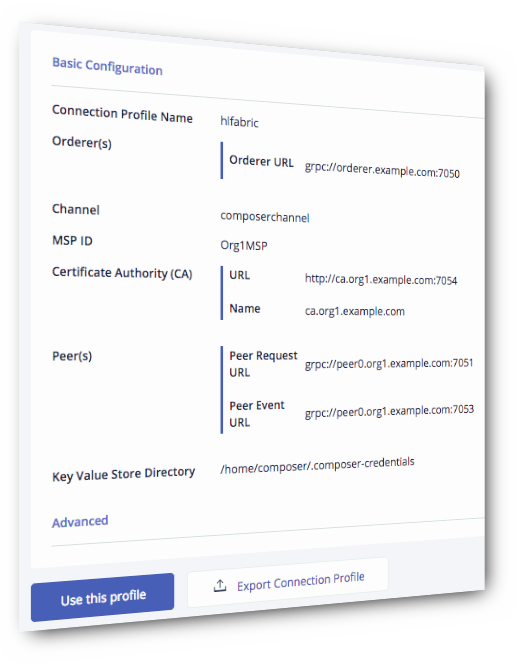 Basic Configuration
Connection Profile Name hlfabric
Orderer(s)
Orderer URL grpc://orderer.example.com:7050
Channel composerchannel
MSP ID Org1MSP
Certificate Authority (CA) URL http://ca.org1.example.com:7054
Name ca.org1.example.com
Peer(s) Peer Request URL grpc://peer0.org1.example.com:7051
Peer Event URL grpc://peer0.org1.example.com:7053
Key Value Store Directory /home/composer/.composer-credentials
Advanced
Use this profile Export Connection Profile